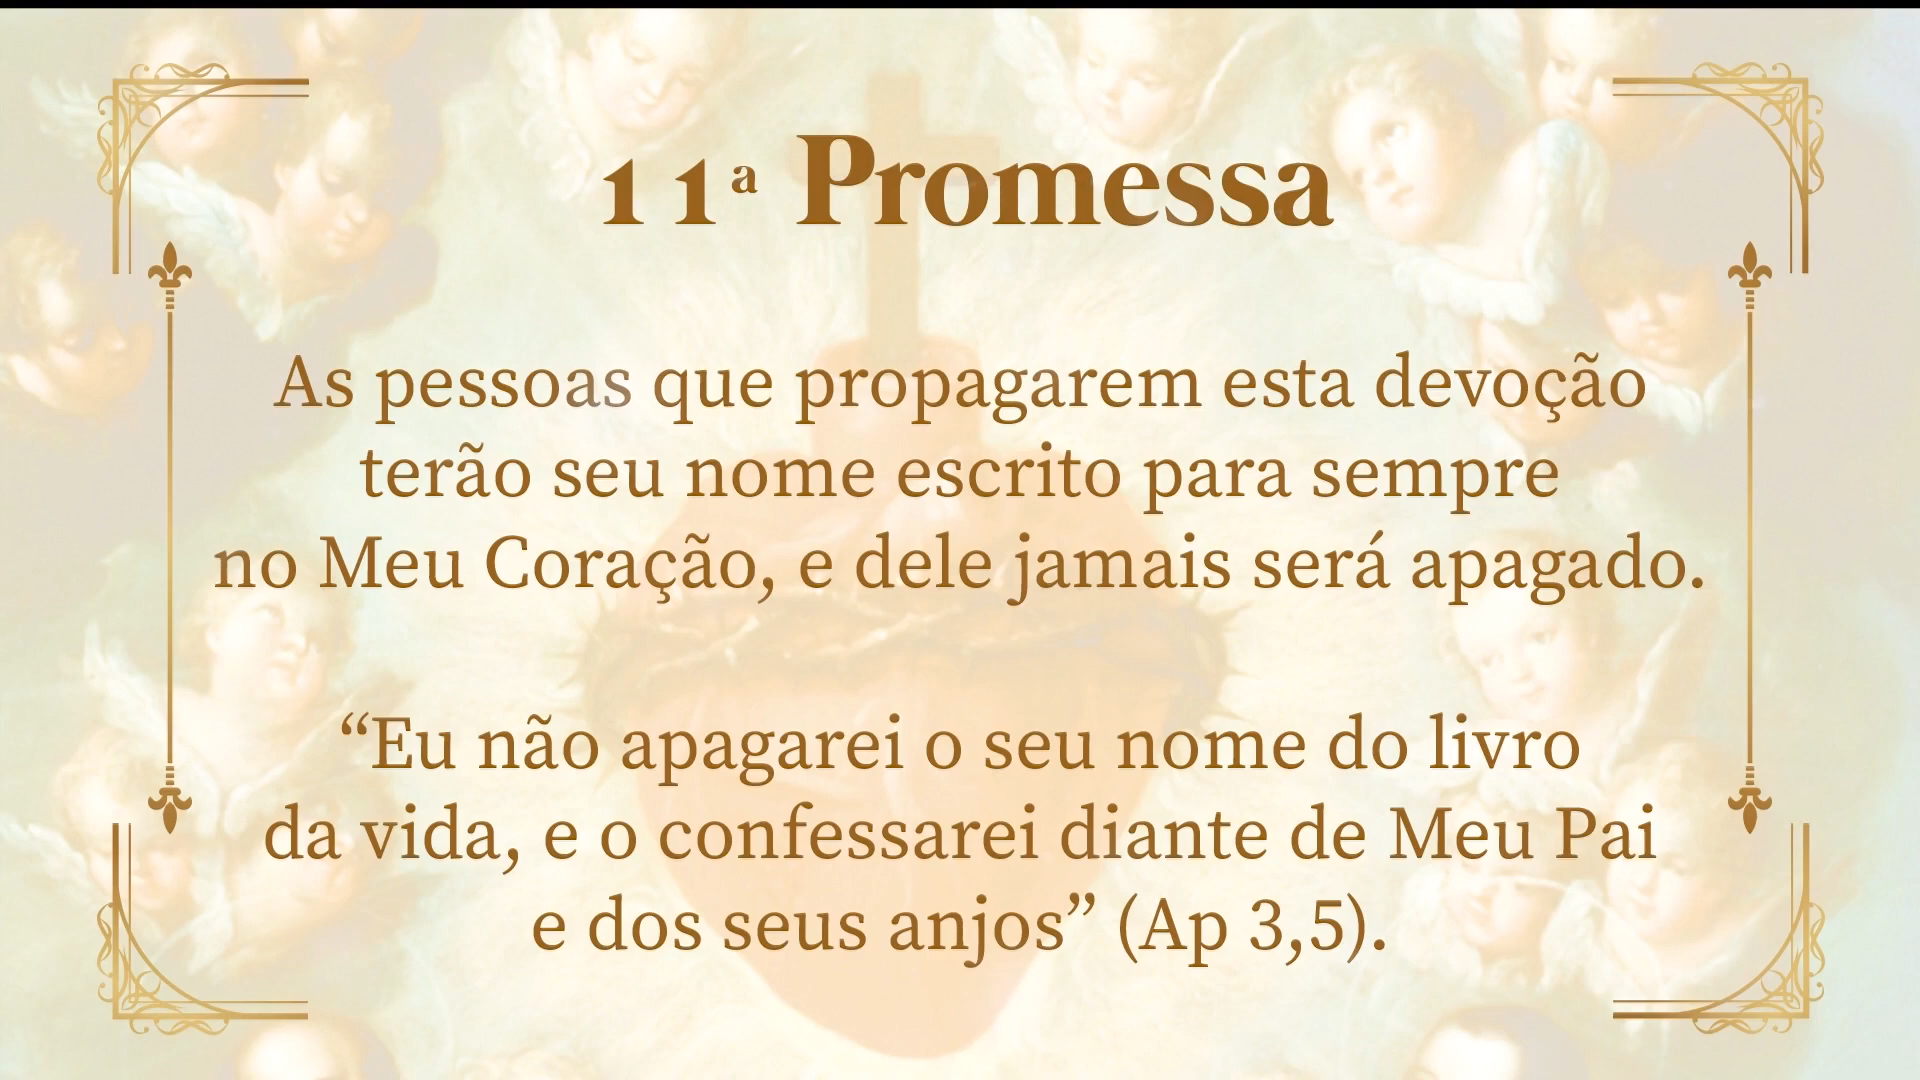 11ª Promessa
As pessoas que propagarem esta devoção
terão seu nome escrito para sempre
no Meu Coração, e dele jamais será apagado.
“Eu não apagarei o seu nome do livro
da vida, e o confessarei diante de Meu Pai
e dos seus anjos” (Ap 3,5).